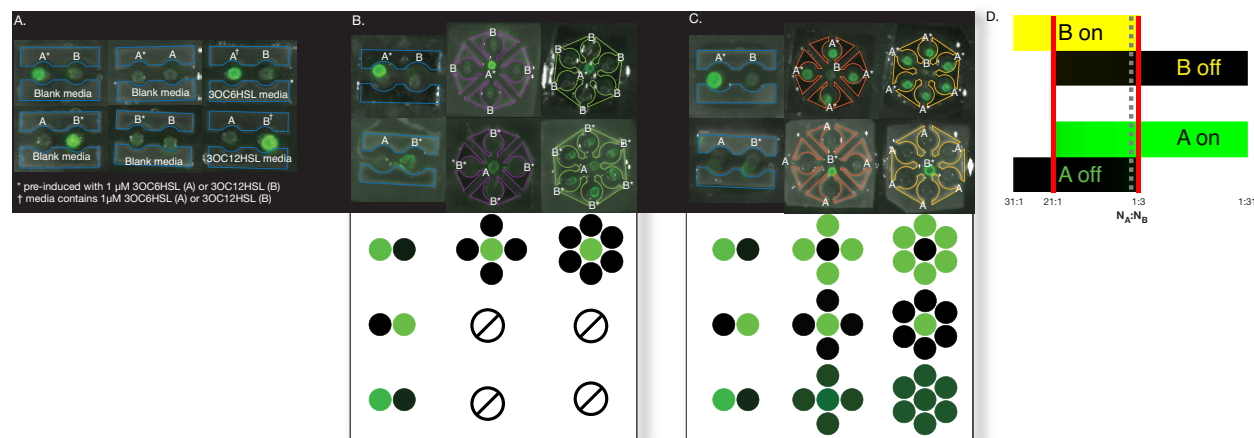 A.
A* B
Blank media
A* A
Blank media
A† B
3OC6HSL media
A B*
Blank media
B* B
Blank media
A B†
3OC12HSL media
* pre-induced with 1 µM 3OC6HSL (A) or 3OC12HSL (B)
† media contains 1µM 3OC6HSL (A) or 3OC12HSL (B)
B.
A* B
B
B A* B
B
B B
B A* B
B B
A B*
B*
B* A B*
B*
B* B*
B* A B*
B* B*
C.
A* B
A*
A* B A*
A*
A* A*
A* B A*
A* A*
A B*
A
A B* A
A
A A
A B* A
A A
D.
B on
B off
A on
A off
31:1 21:1 1:3 1:31
NA:NB